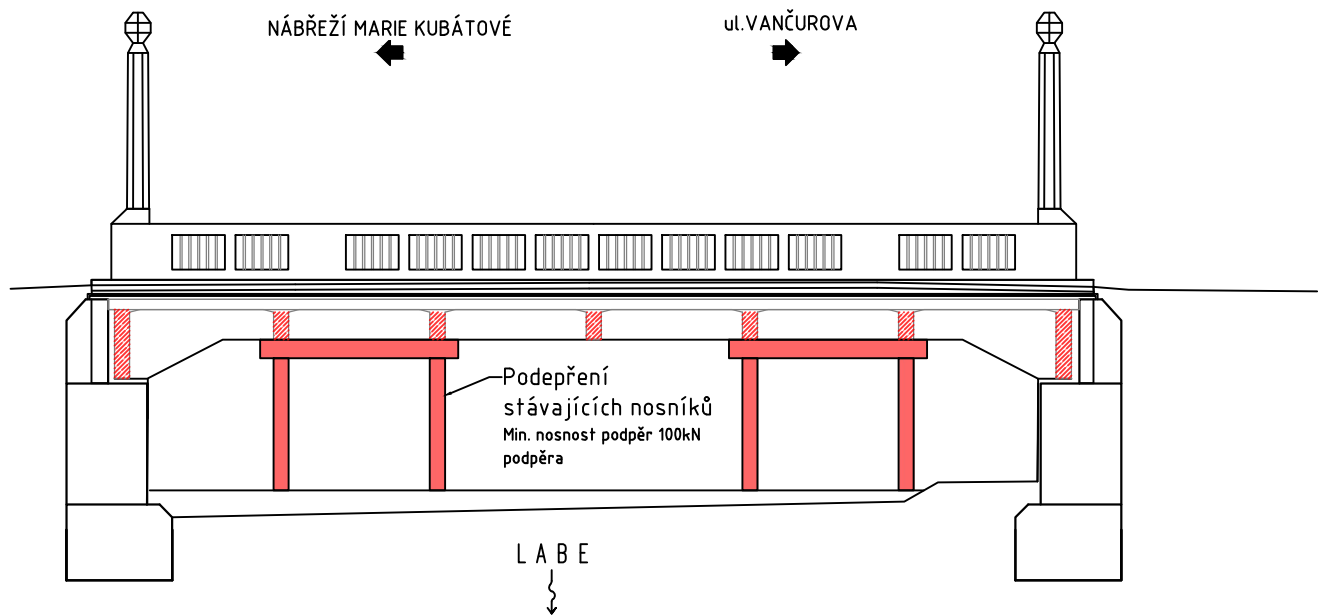 NÁBŘEŽÍ MARIE KUBÁTOVÉ
ul.VANČUROVA
Podepření
stávajících nosníků
Min. nosnost podpěr 100kN
podpěra
LABE